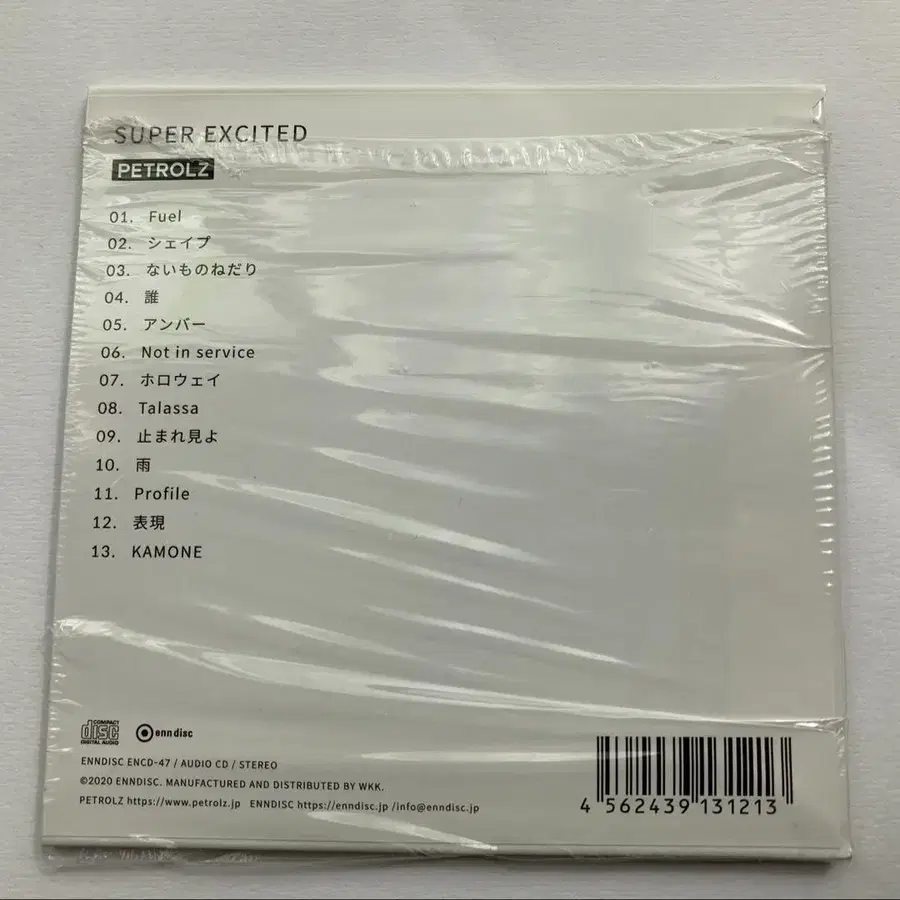 SUPER EXCITED
PETROLZ
01. Fuel
02. シェイプ
03. ないものねだり
04. 誰
05. アンバー
06. Not in service
07. ホロウェイ
08. Talassa
09. 止まれ見よ
10. 雨
11. Profile
12. 表現
13. KAMONE
COMPACT
disc
DIGITAL AUDIO
enndisc
ENNDISC ENCD-47 / AUDIO CD / STEREO
©2020 ENNDISC. MANUFACTURED AND DISTRIBUTED BY WKK.
PETROLZ https://www.petrolz.jp ENNDISC https://enndisc.jp /info@enndisc.jp
4 562439 131213